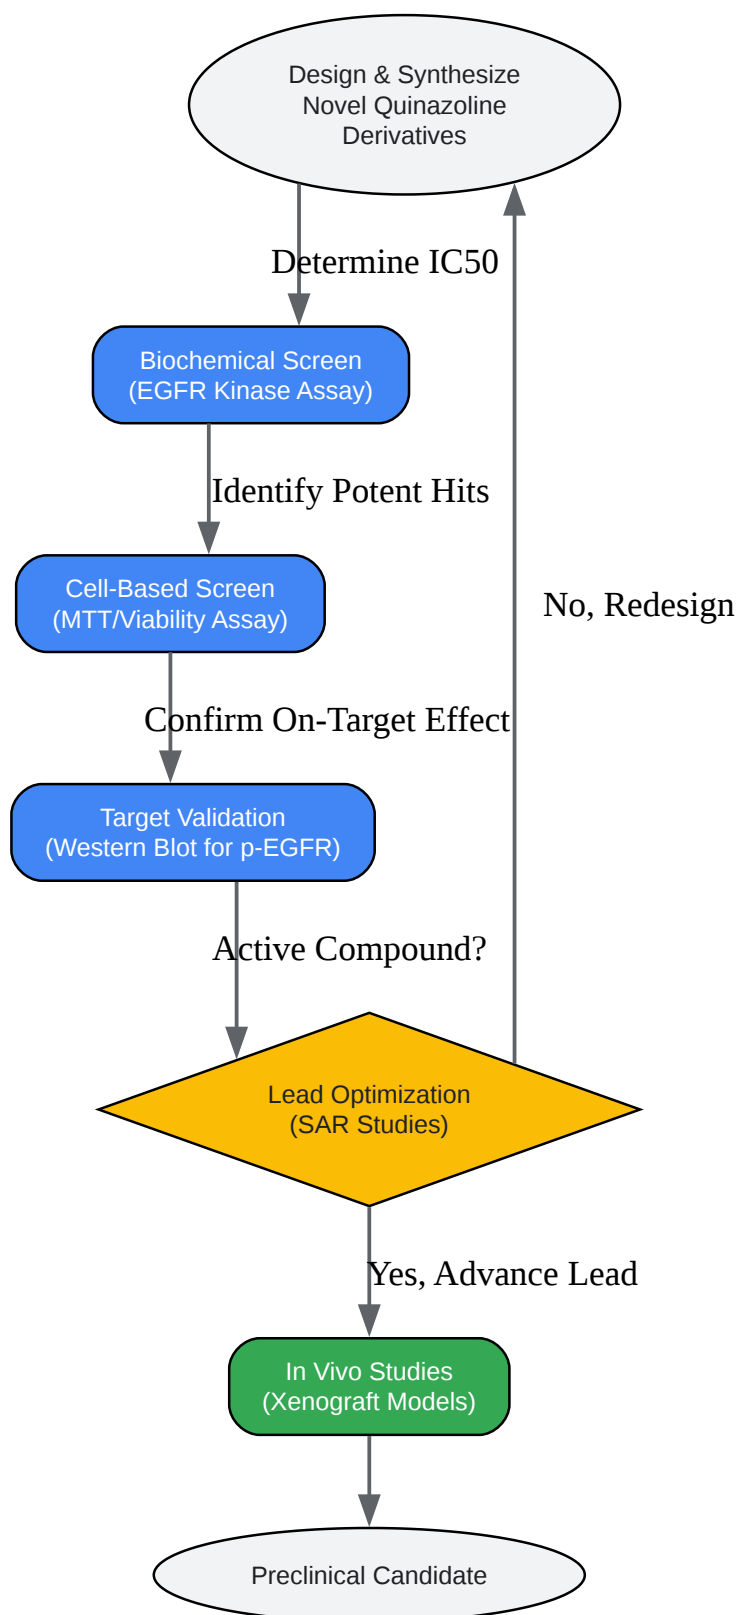 Design & Synthesize
Novel Quinazoline
Derivatives
Determine IC50
Biochemical Screen
(EGFR Kinase Assay)
Identify Potent Hits
Cell-Based Screen
(MTT/Viability Assay)
No, Redesign
Confirm On-Target Effect
Target Validation
(Western Blot for p-EGFR)
Active Compound?
Lead Optimization
(SAR Studies)
Yes, Advance Lead
In Vivo Studies
(Xenograft Models)
Preclinical Candidate